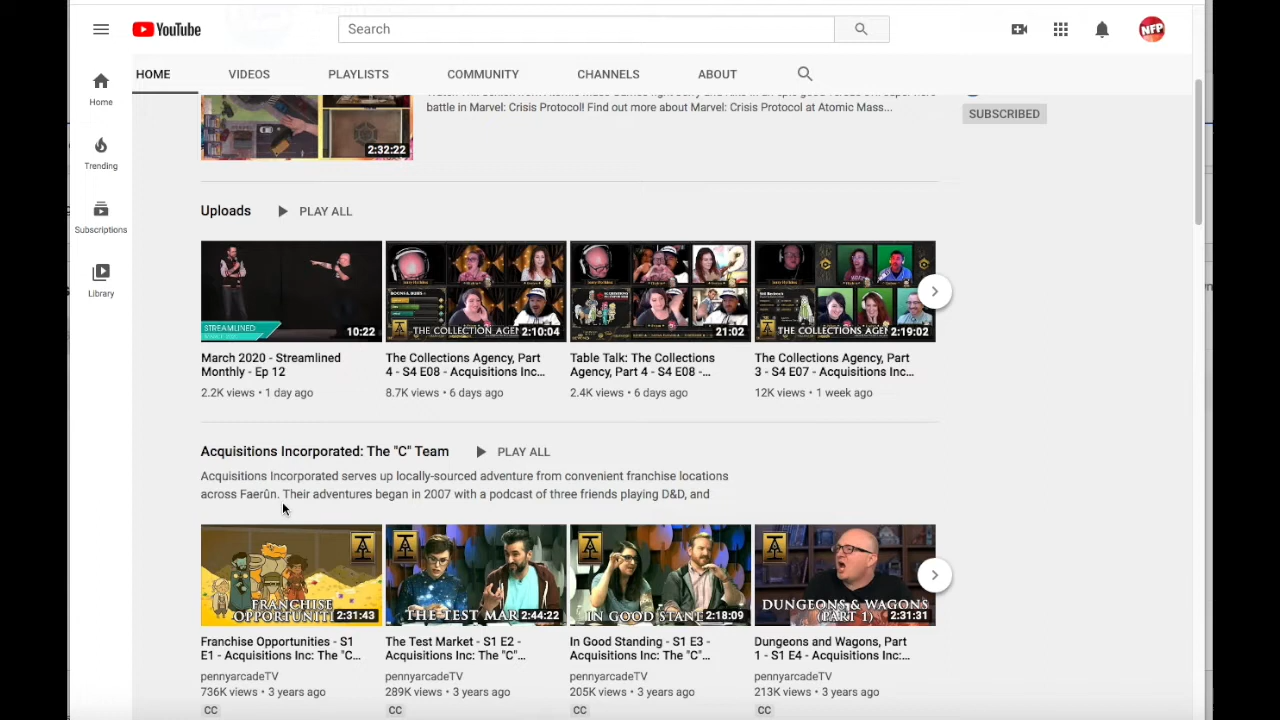 YouTube
Search
NFP
HOME VIDEOS PLAYLISTS COMMUNITY CHANNELS ABOUT
Home
Trending
Subscriptions
Library
battle in Marvel: Crisis Protocol! Find out more about Marvel: Crisis Protocol at Atomic Mass...
SUBSCRIBED
2:32:22
Uploads PLAY ALL
STREAMLINED
10:22
THE COLLECTION AGEN
2:10:04
21:02
THE COLLECTIONS AGEN
2:19:02
March 2020 - Streamlined
Monthly - Ep 12
2.2K views • 1 day ago
The Collections Agency, Part
4 - S4 E08 - Acquisitions Inc...
8.7K views • 6 days ago
Table Talk: The Collections
Agency, Part 4 - S4 E08 -...
2.4K views • 6 days ago
The Collections Agency, Part
3 - S4 E07 - Acquisitions Inc...
12K views • 1 week ago
Acquisitions Incorporated: The "C" Team PLAY ALL
Acquisitions Incorporated serves up locally-sourced adventure from convenient franchise locations
across Faerûn. Their adventures began in 2007 with a podcast of three friends playing D&D, and
FRANCHISE
OPPORTUNITI
2:31:43
THE TEST MAR
2:44:22
IN GOOD STANI
2:18:09
DUNGEONS & WAGONS
(PART 1)
2:31:31
Franchise Opportunities - S1
E1 - Acquisitions Inc: The "C...
pennyarcadeTV
736K views • 3 years ago
CC
The Test Market - S1 E2 -
Acquisitions Inc: The "C"...
pennyarcadeTV
289K views • 3 years ago
CC
In Good Standing - S1 E3 -
Acquisitions Inc: The "C"...
pennyarcadeTV
205K views • 3 years ago
CC
Dungeons and Wagons, Part
1 - S1 E4 - Acquisitions Inc:...
pennyarcadeTV
213K views • 3 years ago
CC